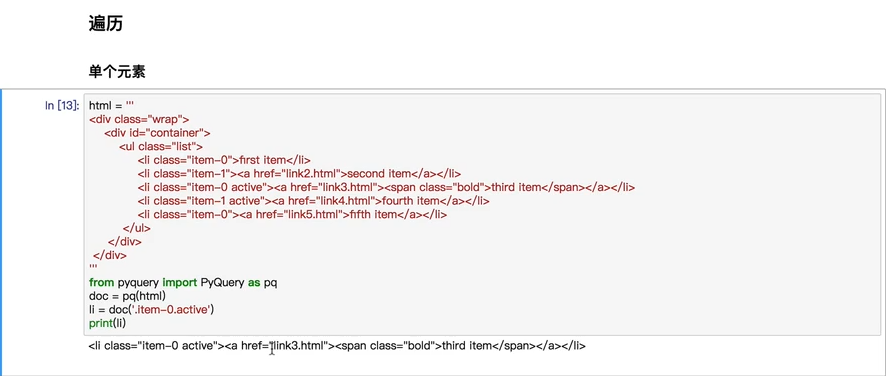 遍历
单个元素
In [13]:
html = '''
<div class="wrap">
<div id="container">
<ul class="list">
<li class="item-0">first item</li>
<li class="item-1"><a href="link2.html">second item</a></li>
<li class="item-0 active"><a href="link3.html"><span class="bold">third item</span></a></li>
<li class="item-1 active"><a href="link4.html">fourth item</a></li>
<li class="item-0"><a href="link5.html">fifth item</a></li>
</ul>
</div>
</div>
'''
from pyquery import PyQuery as pq
doc = pq(html)
li = doc('.item-0.active')
print(li)
<li class="item-0 active"><a href="link3.html"><span class="bold">third item</span></a></li>